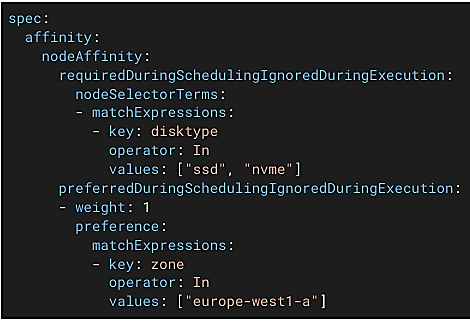 spec:
  affinity:
    nodeAffinity:
      requiredDuringSchedulingIgnoredDuringExecution:
        nodeSelectorTerms:
        - matchExpressions:
          - key: disktype
            operator: In
            values: ["ssd", "nvme"]
      preferredDuringSchedulingIgnoredDuringExecution:
      - weight: 1
        preference:
          matchExpressions:
          - key: zone
            operator: In
            values: ["europe-west1-a"]